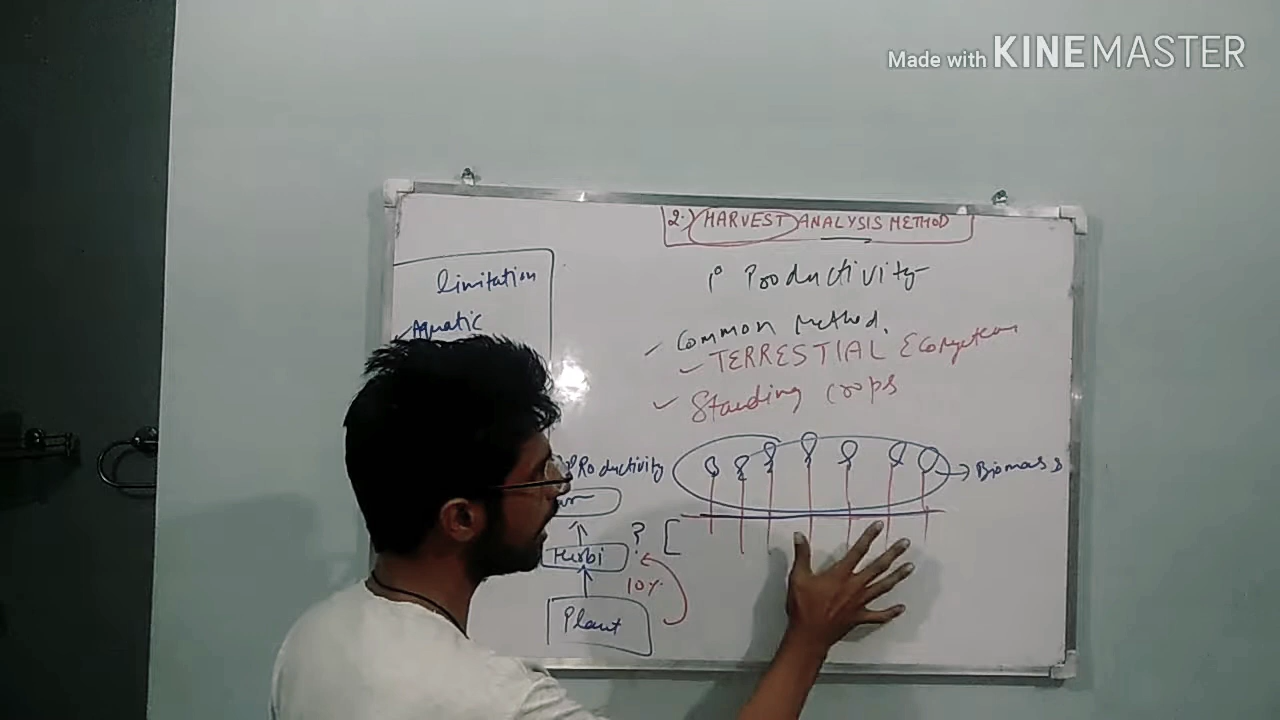 Made with KINEMASTER
2.) HARVEST ANALYSIS METHOD
Productivity
Common Method.
TERRESTIAL Ecosystem
Standing crops
limitation
Aquatic
PRoductivity
Biomass
Herbi
?
10%
Plant